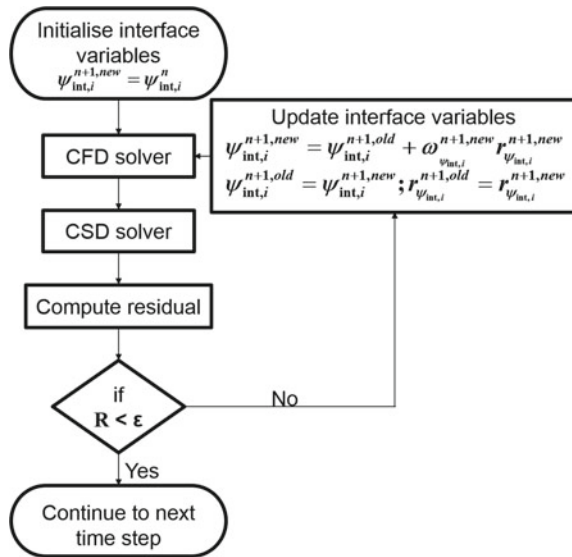 Initialise interface
variables
ψ_{int,i}^{n+1,new} = ψ_{int,i}^{n}
Update interface variables
ψ_{int,i}^{n+1,new} = ψ_{int,i}^{n+1,old} + ω_{ψ_{int,i}}^{n+1,new} r_{ψ_{int,i}}^{n+1,new}
ψ_{int,i}^{n+1,old} = ψ_{int,i}^{n+1,new}; r_{ψ_{int,i}}^{n+1,old} = r_{ψ_{int,i}}^{n+1,new}
CFD solver
CSD solver
Compute residual
if
R < ε
No
Yes
Continue to next
time step